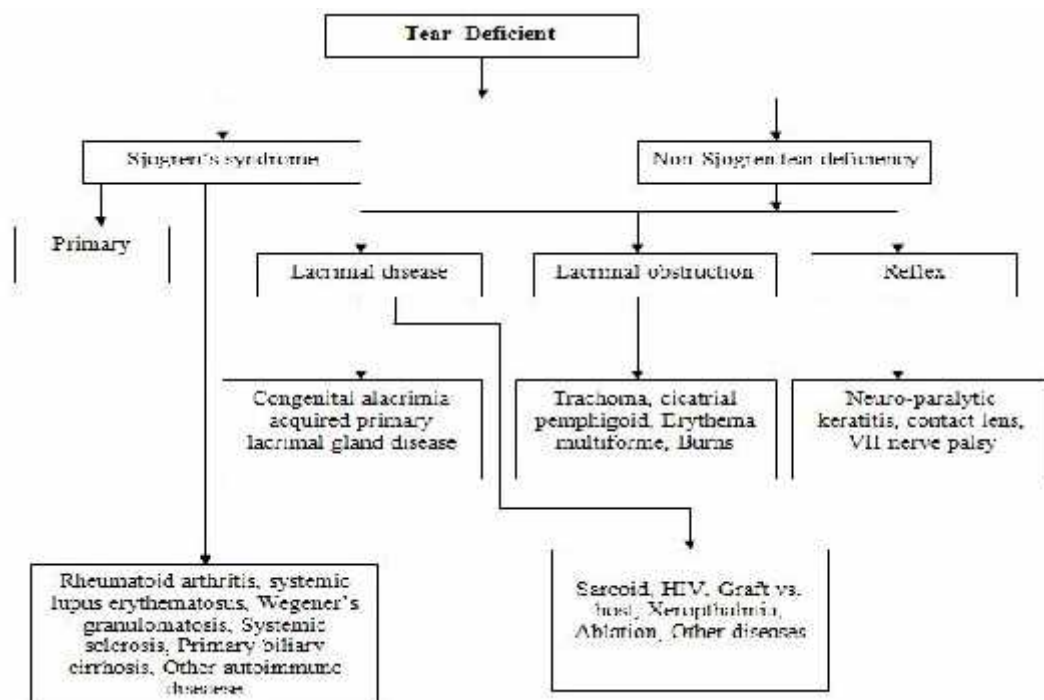 Tear Deficient
Sjogren's syndrome
Non Sjogren tear deficiency
Primary
Lacrimal disease
Lacrimal obstruction
Reflex
Congenital alacrimia
acquired primary
lacrimal gland disease
Trachoma, cicatrial
pemphigoid, Erythema
multiforme, Burns
Neuro-paralytic
keratitis, contact lens,
VII nerve palsy
Rheumatoid arthritis, systemic
lupus erythematosus, Wegener's
granulomatosis, Systemic
sclerosis, Primary biliary
cirrhosis, Other autoimmune
disease
Sarcoid, HIV, Graft vs.
host, Xeropthalmia,
Ablation, Other diseases